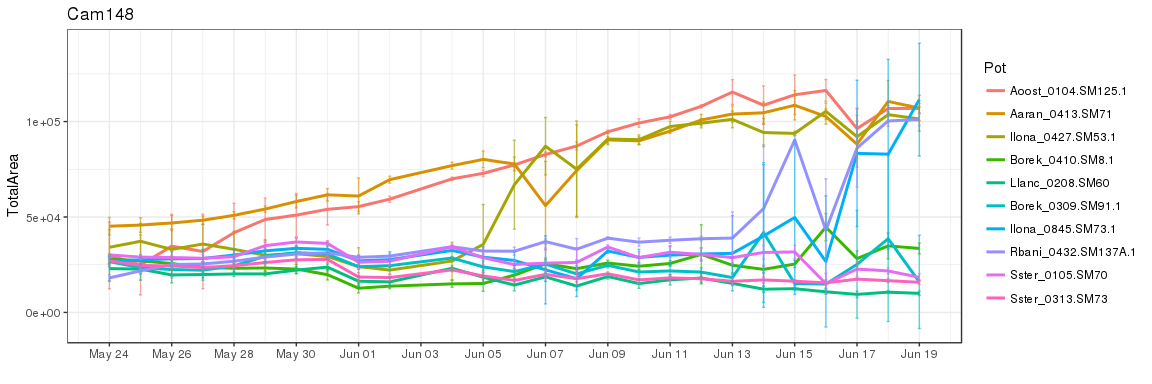 Cam148
TotalArea
1e+05
5e+04
0e+00
May 24
May 26
May 28
May 30
Jun 01
Jun 03
Jun 05
Jun 07
Jun 09
Jun 11
Jun 13
Jun 15
Jun 17
Jun 19
Pot
Aoost_0104.SM125.1
Aaran_0413.SM71
Ilona_0427.SM53.1
Borek_0410.SM8.1
Llanc_0208.SM60
Borek_0309.SM91.1
Ilona_0845.SM73.1
Rbani_0432.SM137A.1
Sster_0105.SM70
Sster_0313.SM73